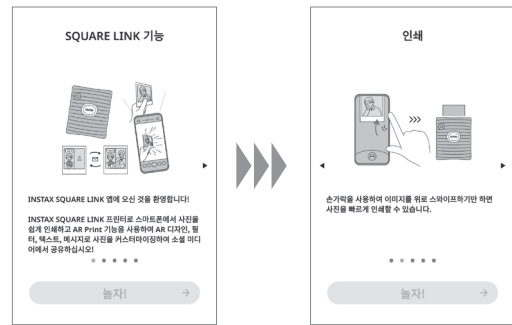 SQUARE LINK 기능
INSTAX SQUARE LINK 앱에 오신 것을 환영합니다!
INSTAX SQUARE LINK 프린터로 스마트폰에서 사진을
쉽게 인쇄하고 AR Print 기능을 사용하여 AR 디자인, 필
터, 텍스트, 메시지로 사진을 커스터마이징하여 소셜 미디
어에서 공유하십시오!
놀자!
인쇄
손가락을 사용하여 이미지를 위로 스와이프하기만 하면
사진을 빠르게 인쇄할 수 있습니다.
놀자!